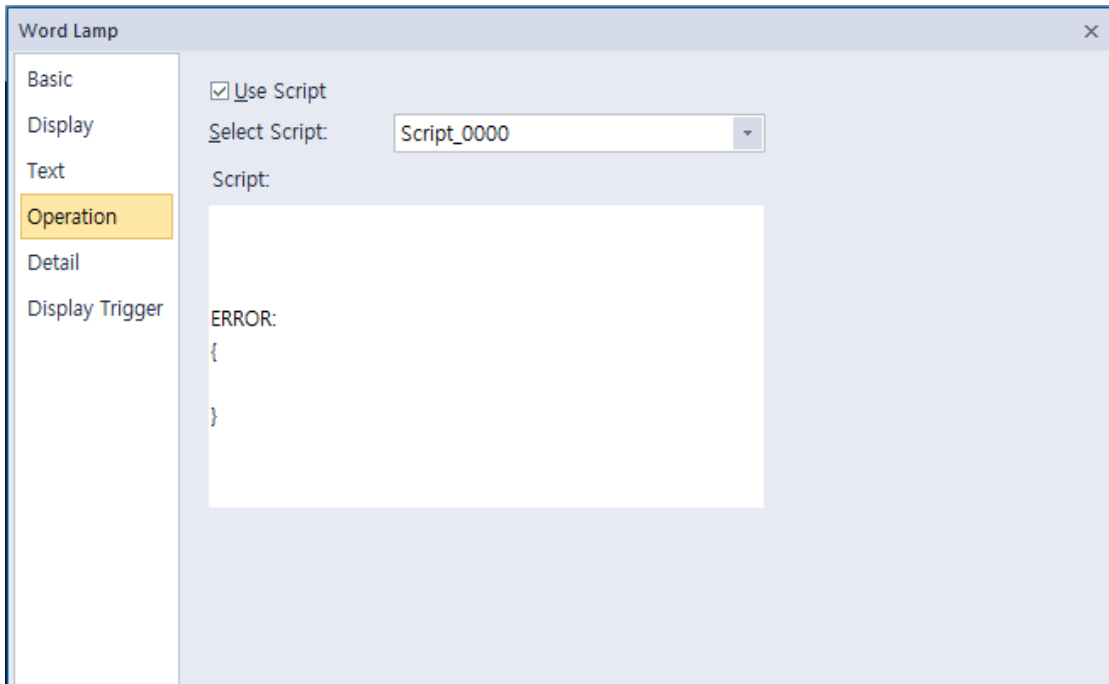 Word Lamp
Basic
Display
Text
Operation
Detail
Display Trigger
Use Script
Select Script: Script_0000
Script:
ERROR:
{
}